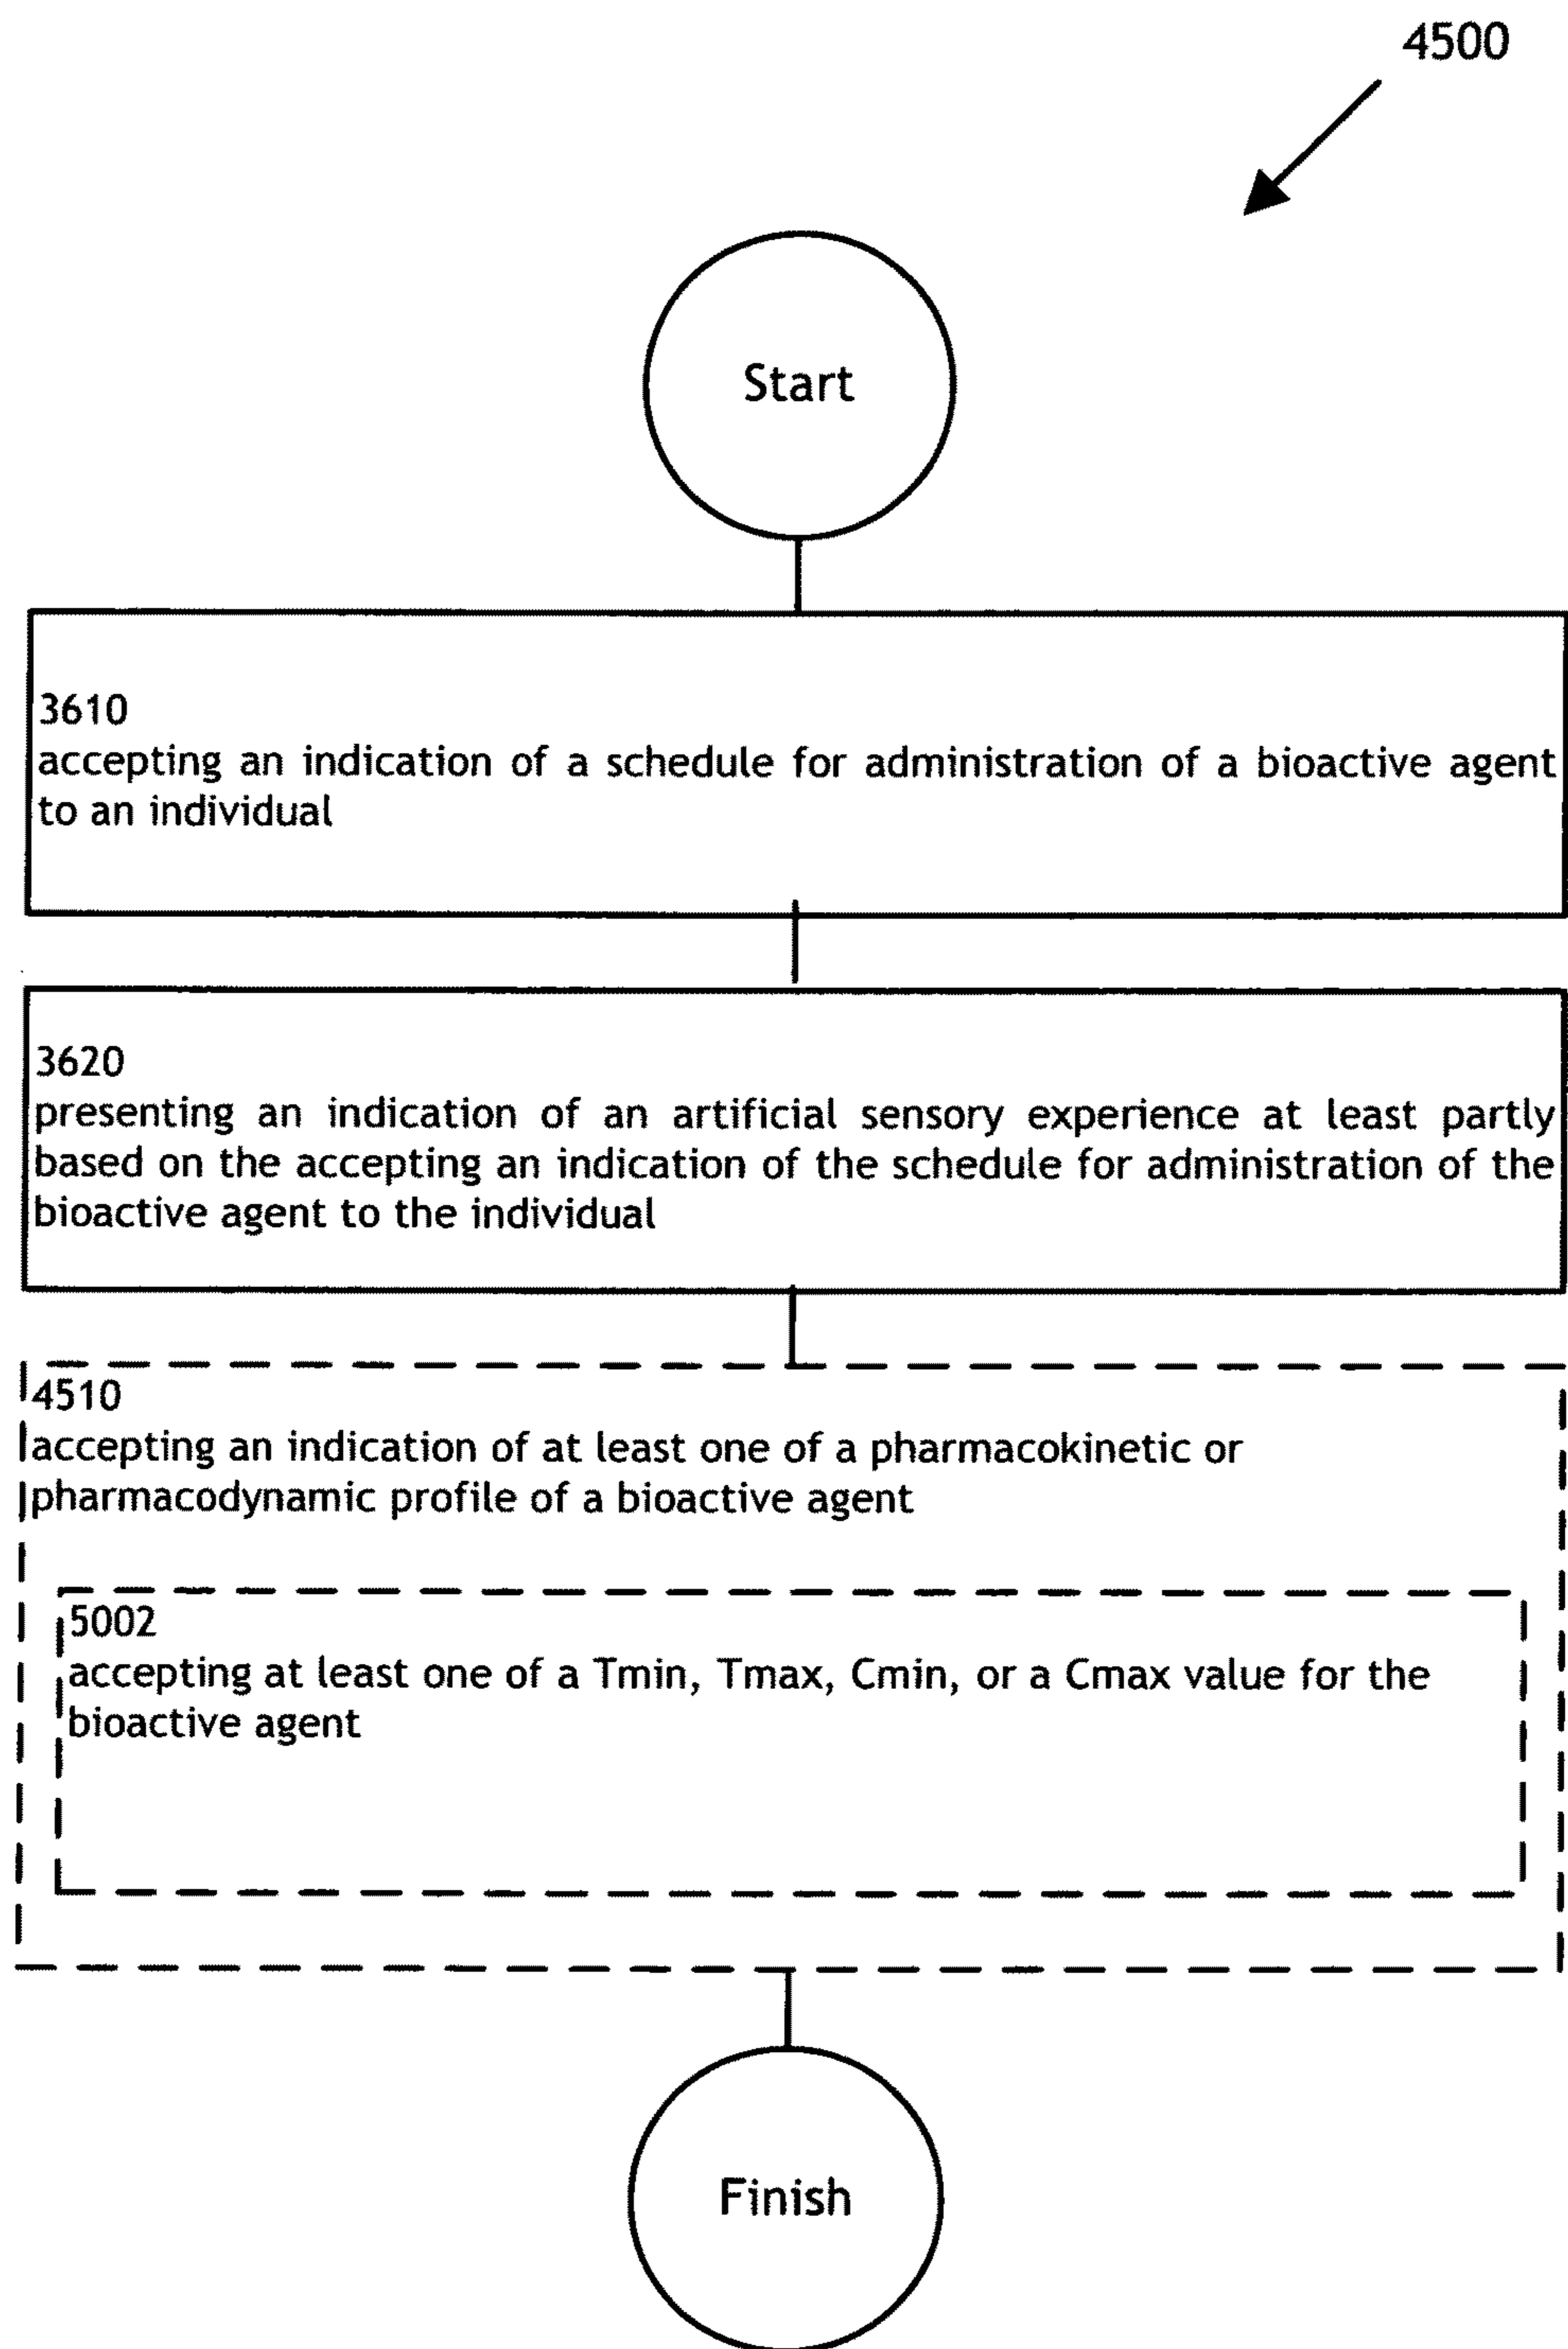 4500
Start
3610
accepting an indication of a schedule for administration of a bioactive agent
to an individual
3620
presenting an indication of an artificial sensory experience at least partly
based on the accepting an indication of the schedule for administration of the
bioactive agent to the individual
4510
accepting an indication of at least one of a pharmacokinetic or
pharmacodynamic profile of a bioactive agent
5002
accepting at least one of a Tmin, Tmax, Cmin, or a Cmax value for the
bioactive agent
Finish